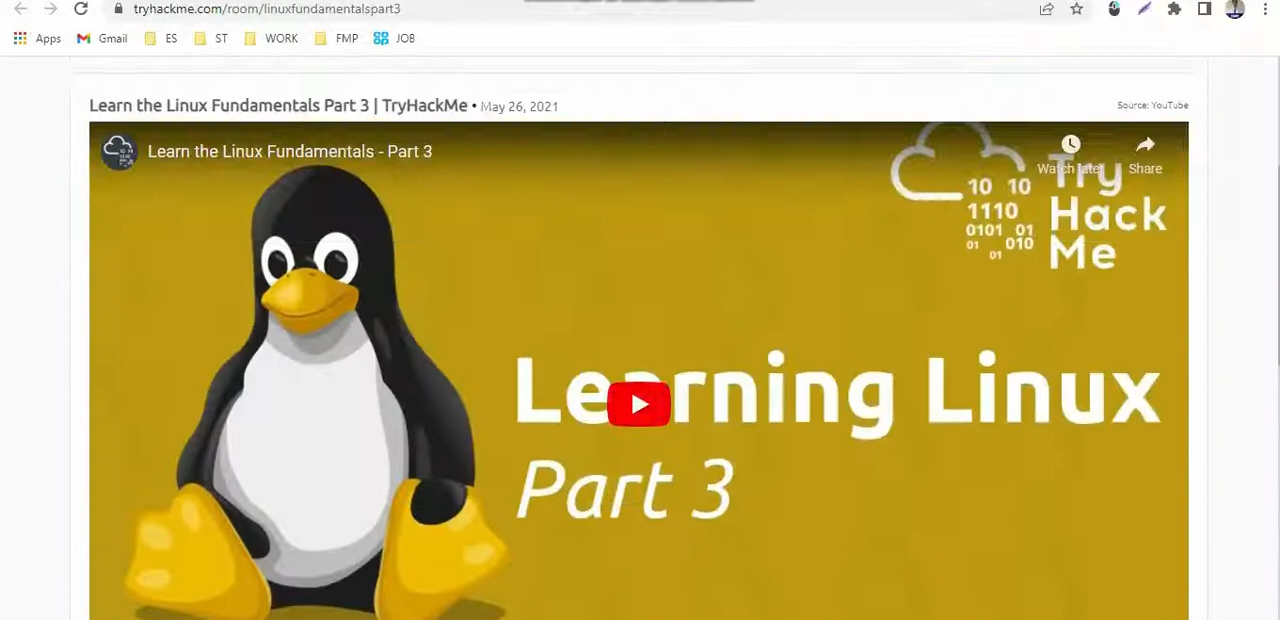 tryhackme.com/room/linuxfundamentalspart3
Apps Gmail ES ST WORK FMP JOB
Learn the Linux Fundamentals Part 3 | TryHackMe • May 26, 2021
Source: YouTube
Learn the Linux Fundamentals - Part 3
Watch later
Share
10 10
1110
0101 01
01 010
01
Try
Hack
Me
Learning Linux
Part 3